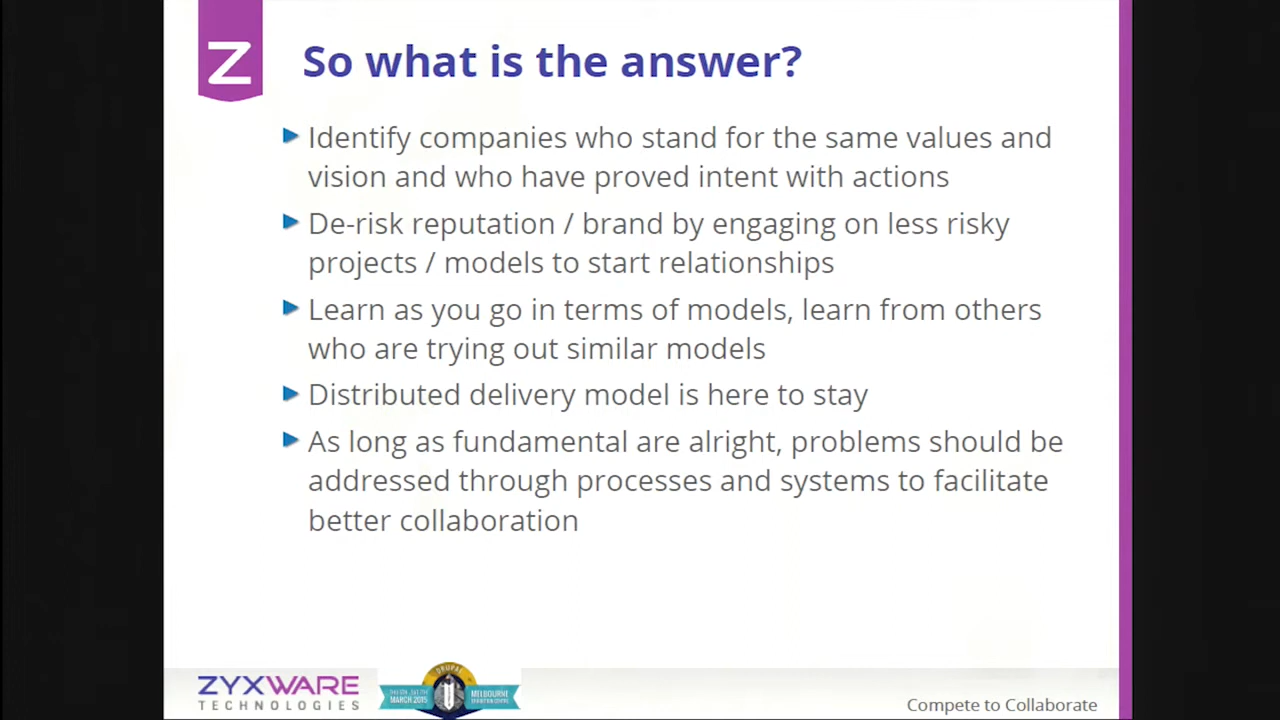 Z
So what is the answer?
Identify companies who stand for the same values and
vision and who have proved intent with actions
De-risk reputation / brand by engaging on less risky
projects / models to start relationships
Learn as you go in terms of models, learn from others
who are trying out similar models
Distributed delivery model is here to stay
As long as fundamental are alright, problems should be
addressed through processes and systems to facilitate
better collaboration
ZYXWARE
TECHNOLOGIES
DRUPAL
MARCH 2015
MELBOURNE
Compete to Collaborate